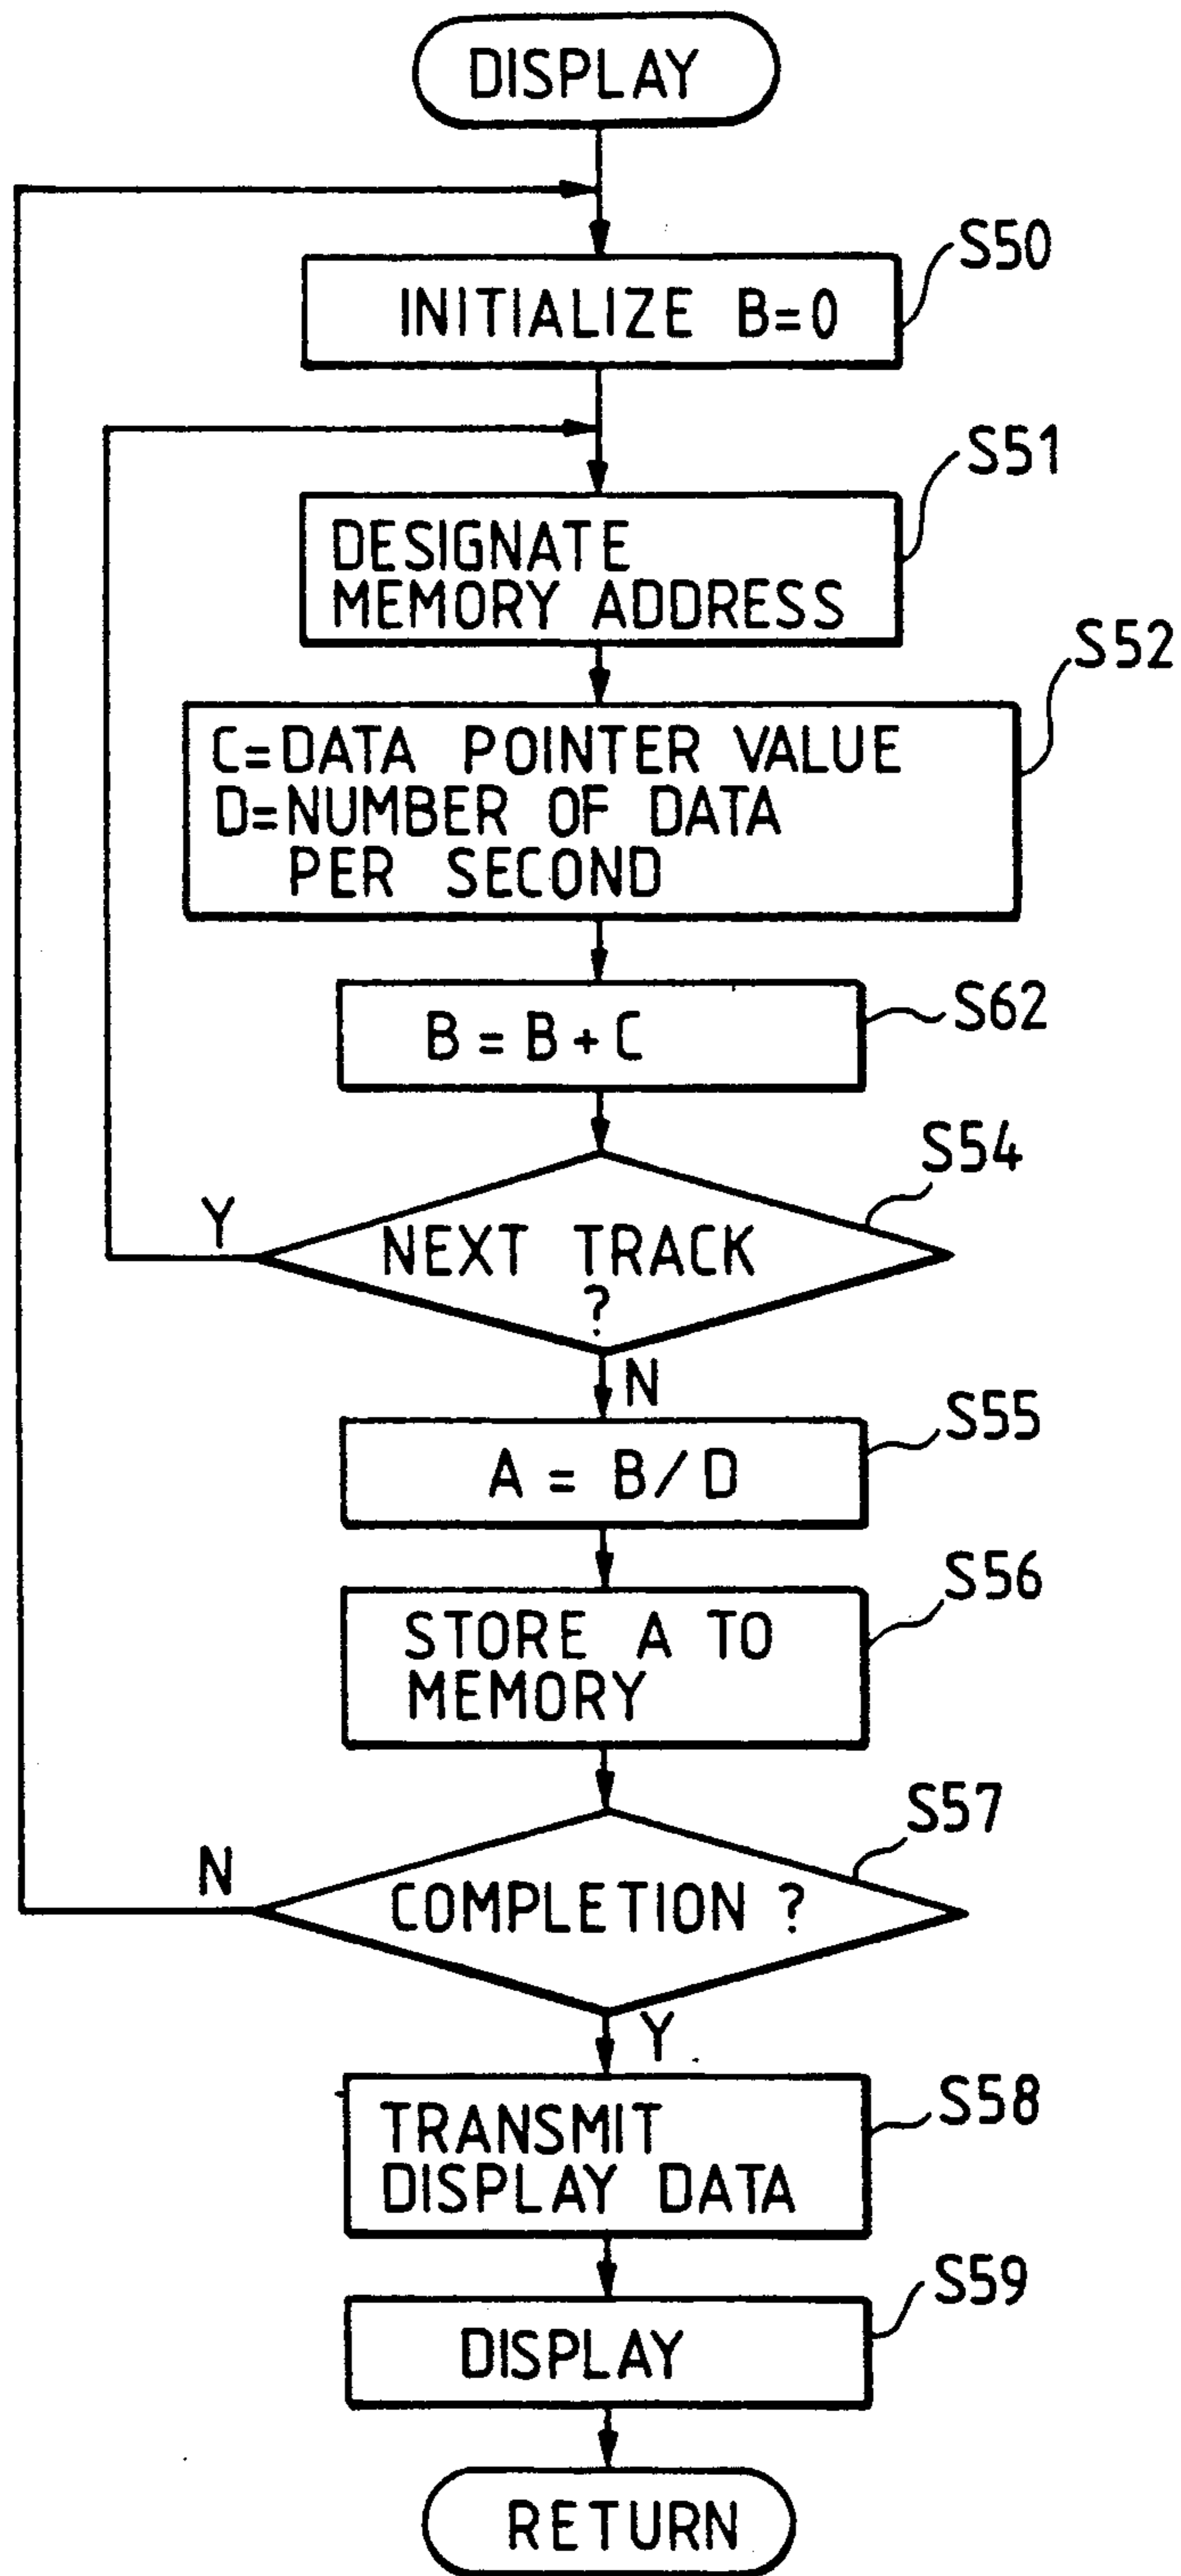 DISPLAY
S50
INITIALIZE B=0
S51
DESIGNATE
MEMORY ADDRESS
S52
C=DATA POINTER VALUE
D=NUMBER OF DATA
PER SECOND
S62
B = B + C
S54
Y
NEXT TRACK
?
N
S55
A = B / D
S56
STORE A TO
MEMORY
S57
N
COMPLETION ?
Y
S58
TRANSMIT
DISPLAY DATA
S59
DISPLAY
RETURN